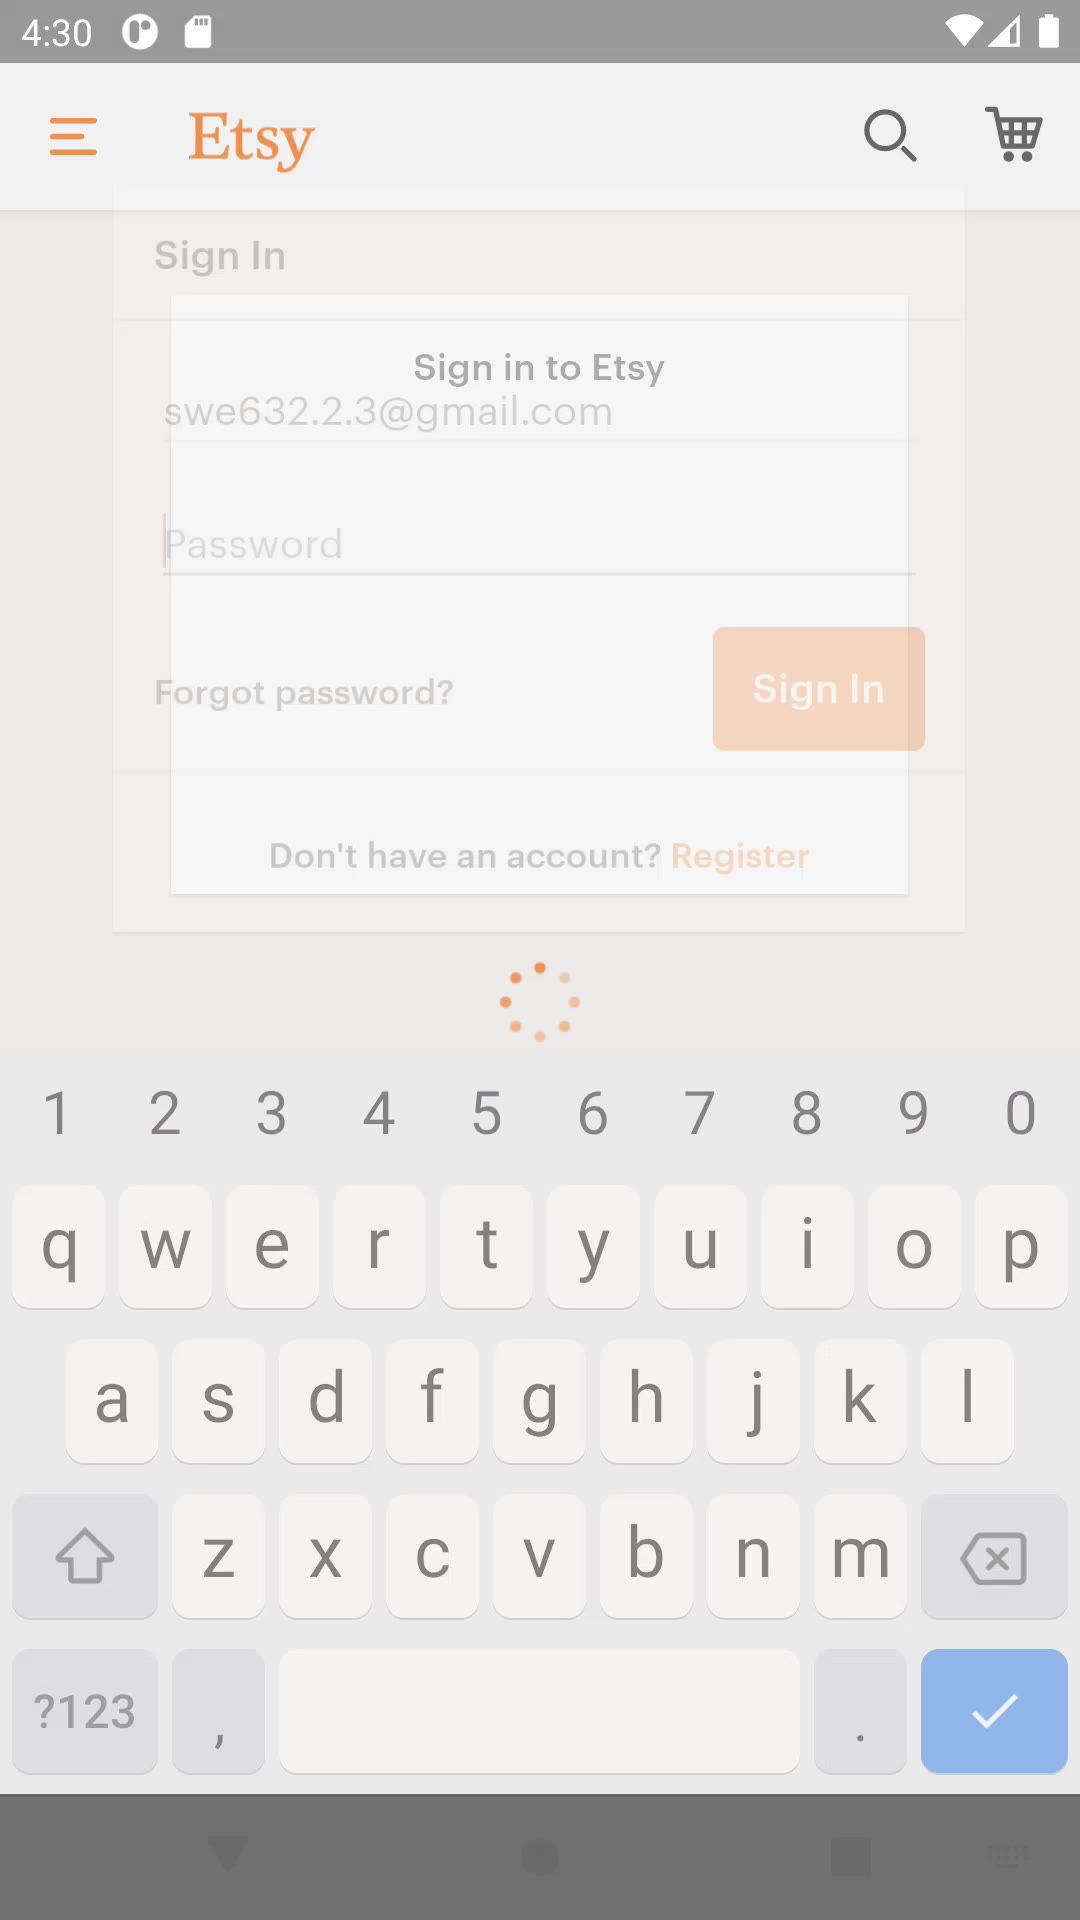 4:30
Etsy
Sign In
Sign in to Etsy
swe632.2.3@gmail.com
Password
Forgot password?
Sign In
Don't have an account? Register
1 2 3 4 5 6 7 8 9 0
q w e r t y u i o p
a s d f g h j k l
z x c v b n m
?123 , .